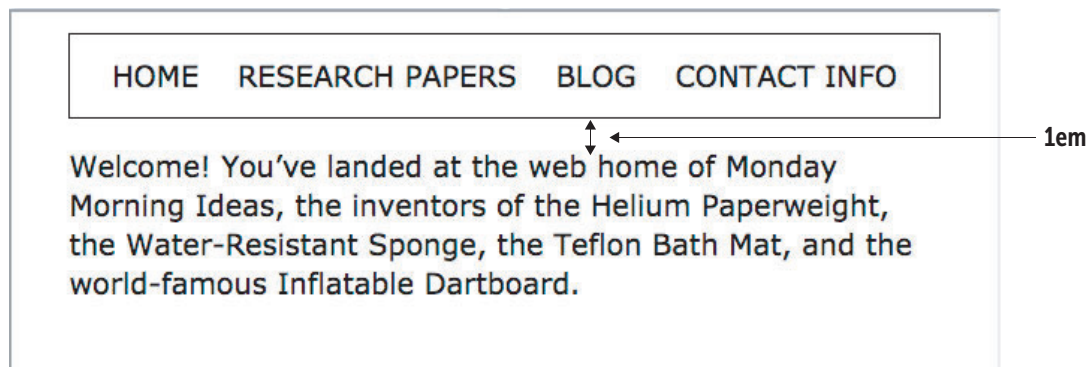 HOME RESEARCH PAPERS BLOG CONTACT INFO
1em
Welcome! You’ve landed at the web home of Monday
Morning Ideas, the inventors of the Helium Paperweight,
the Water-Resistant Sponge, the Teflon Bath Mat, and the
world-famous Inflatable Dartboard.